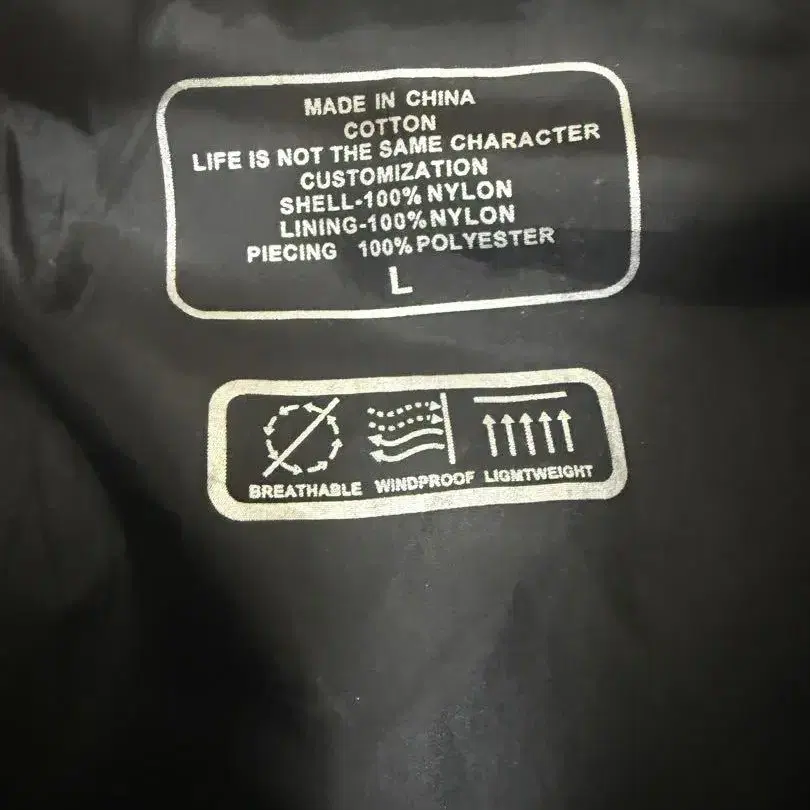 MADE IN CHINA
COTTON
LIFE IS NOT THE SAME CHARACTER
CUSTOMIZATION
SHELL-100% NYLON
LINING-100% NYLON
PIECING 100% POLYESTER
L
BREATHABLE WINDPROOF LIGMTWEIGHT